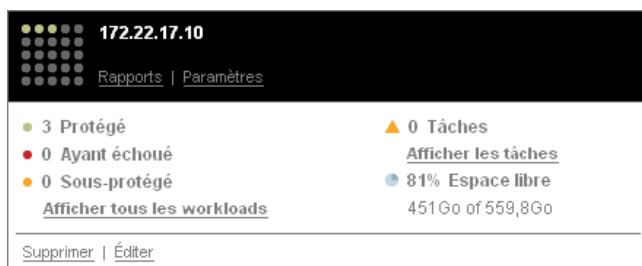 172.22.17.10
Rapports | Paramètres
3 Protégé
0 Ayant échoué
0 Sous-protégé
Afficher tous les workloads
0 Tâches
Afficher les tâches
81% Espace libre
451Go of 559,8Go
Supprimer | Éditer